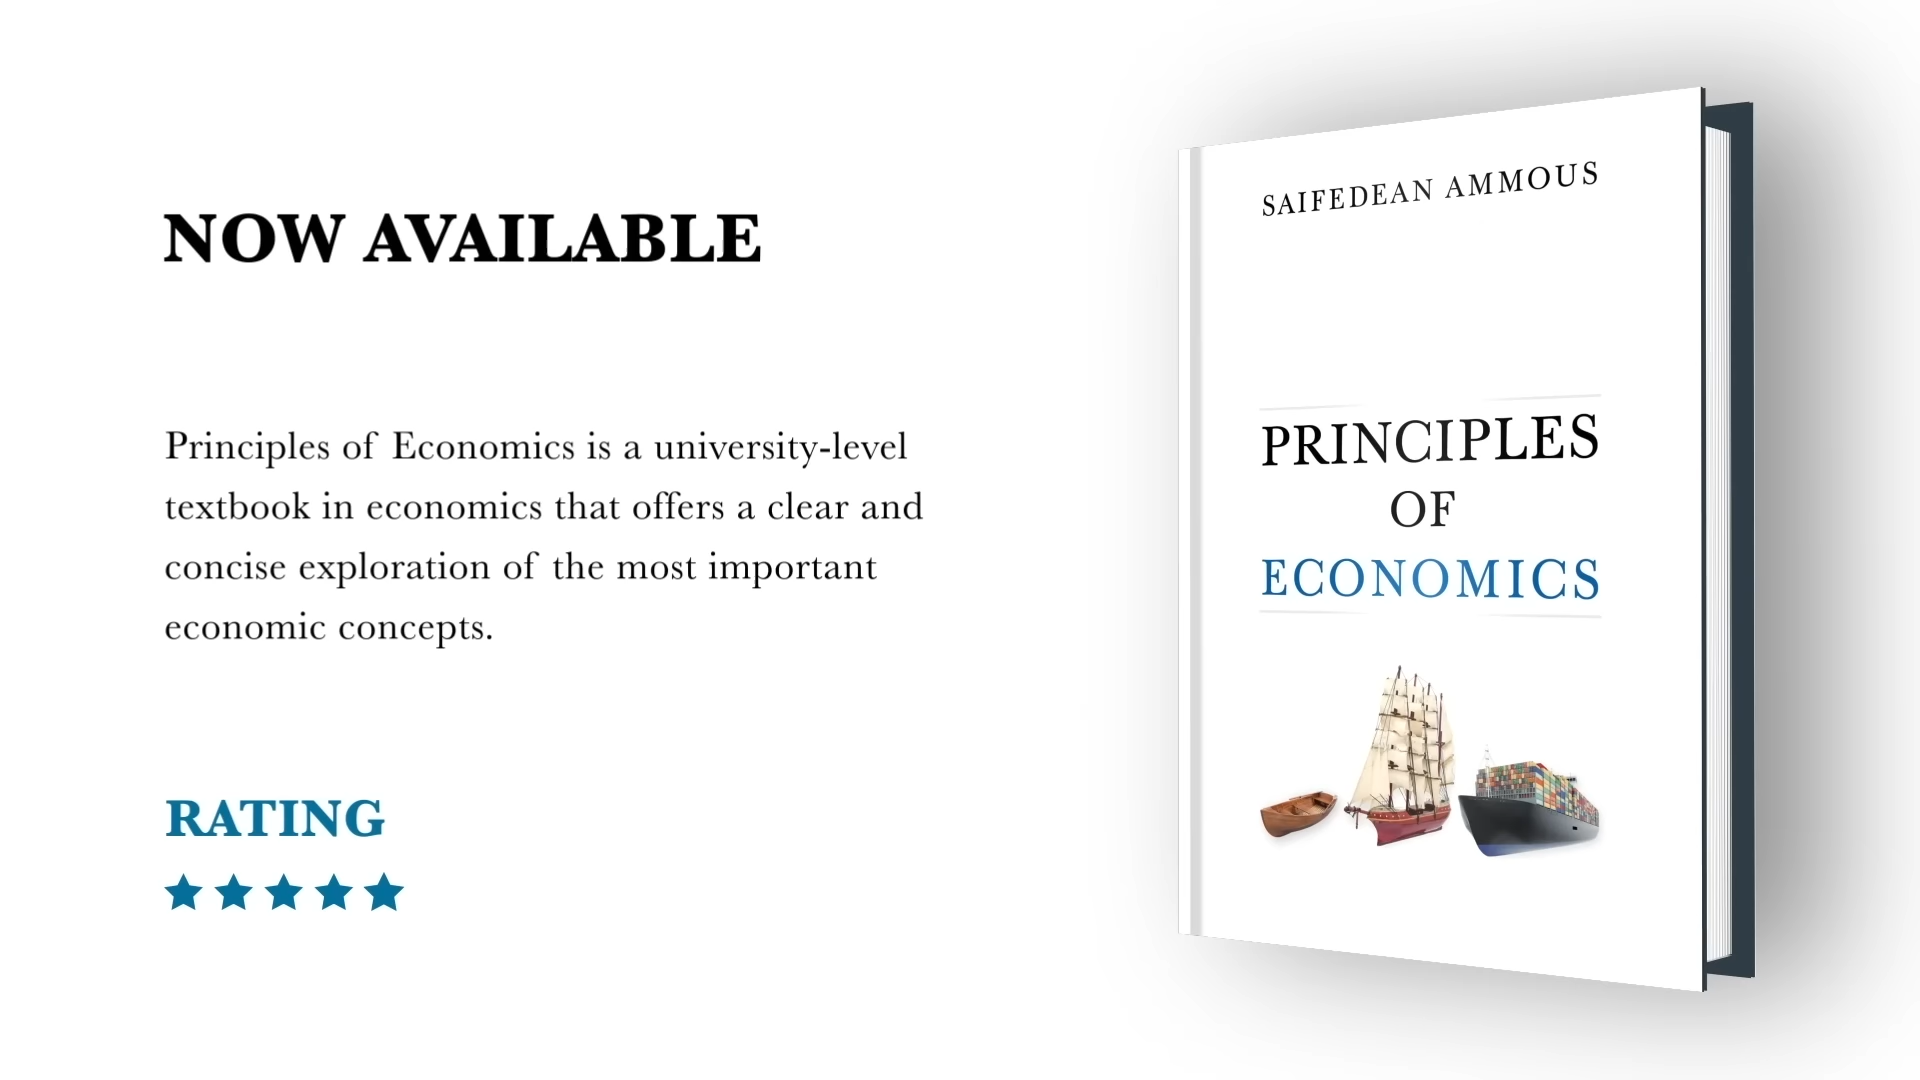 NOW AVAILABLE
Principles of Economics is a university-level
textbook in economics that offers a clear and
concise exploration of the most important
economic concepts.
RATING
SAIFEDEAN AMMOUS
PRINCIPLES
OF
ECONOMICS